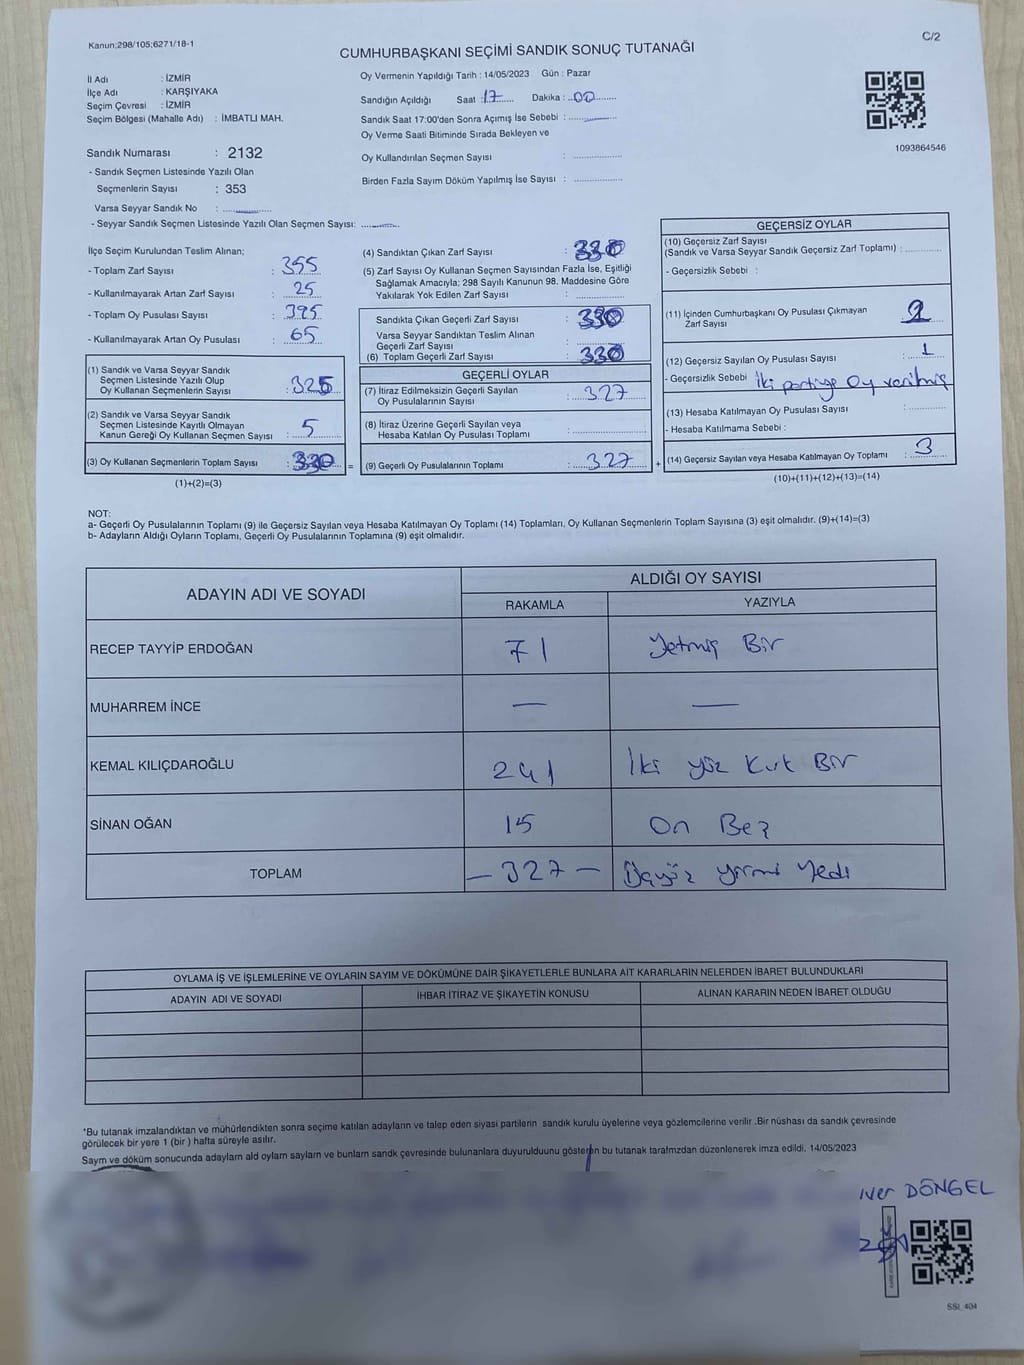 Kanun;298/105;6271/18-1
C/2
CUMHURBAŞKANI SEÇİMİ SANDIK SONUÇ TUTANAĞI
İl Adı : İZMİR
İlçe Adı : KARŞIYAKA
Seçim Çevresi : İZMİR
Seçim Bölgesi (Mahalle Adı) : İMBATLI MAH.
Sandık Numarası : 2132
- Sandık Seçmen Listesinde Yazılı Olan
Seçmenlerin Sayısı : 353
Varsa Seyyar Sandık No :
- Seyyar Sandık Seçmen Listesinde Yazılı Olan Seçmen Sayısı:
Oy Vermenin Yapıldığı Tarih : 14/05/2023 Gün : Pazar
Sandığın Açıldığı Saat : 17 Dakika : 00
Sandık Saat 17:00'den Sonra Açımış İse Sebebi :
Oy Verme Saati Bitiminde Sırada Bekleyen ve
Oy Kullandırılan Seçmen Sayısı :
Birden Fazla Sayım Döküm Yapılmış İse Sayısı :
1093864546
İlçe Seçim Kurulundan Teslim Alınan;
- Toplam Zarf Sayısı : 355
- Kullanılmayarak Artan Zarf Sayısı : 25
- Toplam Oy Pusulası Sayısı : 395
- Kullanılmayarak Artan Oy Pusulası : 65
(1) Sandık ve Varsa Seyyar Sandık
Seçmen Listesinde Yazılı Olup
Oy Kullanan Seçmenlerin Sayısı : 325
(2) Sandık ve Varsa Seyyar Sandık
Seçmen Listesinde Kayıtlı Olmayan
Kanun Gereği Oy Kullanan Seçmen Sayısı : 5
(3) Oy Kullanan Seçmenlerin Toplam Sayısı : 330 =
(1)+(2)=(3)
(4) Sandıktan Çıkan Zarf Sayısı : 330
(5) Zarf Sayısı Oy Kullanan Seçmen Sayısından Fazla İse, Eşitliği
Sağlamak Amacıyla; 298 Sayılı Kanunun 98. Maddesine Göre
Yakılarak Yok Edilen Zarf Sayısı :
Sandıkta Çıkan Geçerli Zarf Sayısı : 330
Varsa Seyyar Sandıktan Teslim Alınan
Geçerli Zarf Sayısı :
(6) Toplam Geçerli Zarf Sayısı : 330
GEÇERLİ OYLAR
(7) İtiraz Edilmeksizin Geçerli Sayılan
Oy Pusulalarının Sayısı : 327
(8) İtiraz Üzerine Geçerli Sayılan veya
Hesaba Katılan Oy Pusulası Toplamı :
(9) Geçerli Oy Pusulalarının Toplamı : 327 +
GEÇERSİZ OYLAR
(10) Geçersiz Zarf Sayısı
(Sandık ve Varsa Seyyar Sandık Geçersiz Zarf Toplamı) :
- Geçersizlik Sebebi :
(11) İçinden Cumhurbaşkanı Oy Pusulası Çıkmayan
Zarf Sayısı : 2
(12) Geçersiz Sayılan Oy Pusulası Sayısı : 1
- Geçersizlik Sebebi İki partiye Oy verilmiş
(13) Hesaba Katılmayan Oy Pusulası Sayısı :
- Hesaba Katılmama Sebebi :
(14) Geçersiz Sayılan veya Hesaba Katılmayan Oy Toplamı : 3
(10)+(11)+(12)+(13)=(14)
NOT:
a- Geçerli Oy Pusulalarının Toplamı (9) ile Geçersiz Sayılan veya Hesaba Katılmayan Oy Toplamı (14) Toplamları, Oy Kullanan Seçmenlerin Toplam Sayısına (3) eşit olmalıdır. (9)+(14)=(3)
b- Adayların Aldığı Oyların Toplamı, Geçerli Oy Pusulalarının Toplamına (9) eşit olmalıdır.
ADAYIN ADI VE SOYADI
ALDIĞI OY SAYISI
RAKAMLA YAZIYLA
RECEP TAYYİP ERDOĞAN 71 Yetmiş Bir
MUHARREM İNCE — —
KEMAL KILIÇDAROĞLU 241 İki yüz Kırk Bir
SİNAN OĞAN 15 On Beş
TOPLAM — 327 — Üçyüz yirmi Yedi
OYLAMA İŞ VE İŞLEMLERİNE VE OYLARIN SAYIM VE DÖKÜMÜNE DAİR ŞİKAYETLERLE BUNLARA AİT KARARLARIN NELERDEN İBARET BULUNDUKLARI
ADAYIN ADI VE SOYADI İHBAR İTİRAZ VE ŞİKAYETİN KONUSU ALINAN KARARIN NEDEN İBARET OLDUĞU
*Bu tutanak imzalandıktan ve mühürlendikten sonra seçime katılan adayların ve talep eden siyasi partilerin sandık kurulu üyelerine veya gözlemcilerine verilir .Bir nüshası da sandık çevresinde
görülecek bir yere 1 (bir ) hafta süreyle asılır.
Saym ve döküm sonucunda adaylarn ald oylarn saylarn ve bunlarn sandk çevresinde bulunanlara duyurulduunu gösteren bu tutanak tarafmzdan düzenlenerek imza edildi. 14/05/2023
DÖNGEL
SSI_404